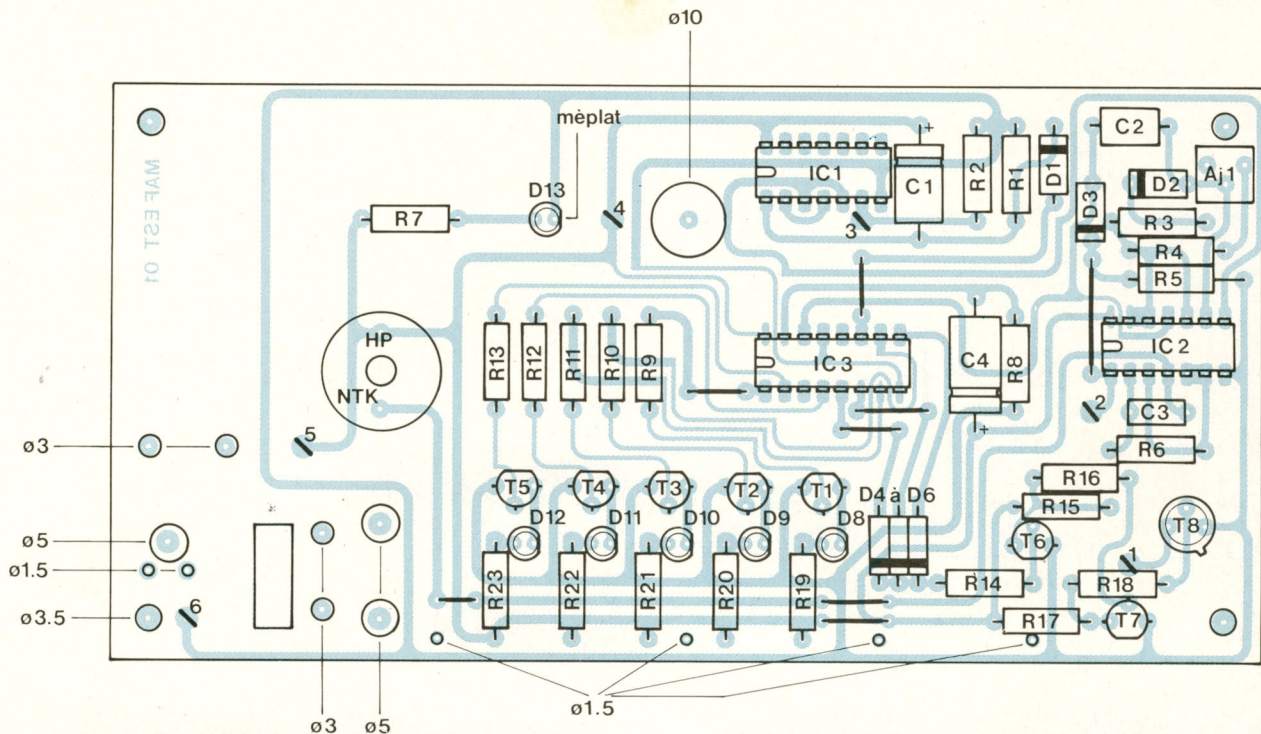 ø10
mèplat
D13
R7
4
IC1
3
C1
+
R2
R1
D1
D3
C2
D2
Aj1
R3
R4
R5
MAF EST 01
HP
NTK
R13
R12
R11
R10
R9
IC3
C4
+
R8
IC2
2
C3
R6
ø3
5
T5
T4
T3
T2
T1
D4 à D6
R16
R15
T8
D12
D11
D10
D9
D8
T6
1
ø5
ø1.5
ø3.5
6
R23
R22
R21
R20
R19
R14
R18
R17
T7
ø3
ø5
ø1.5